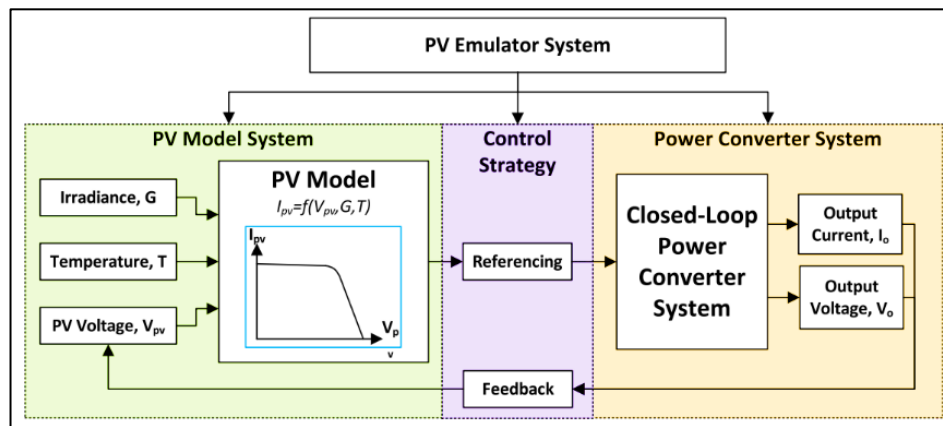 PV Emulator System
PV Model System
Control
Strategy
Power Converter System
Irradiance, G
Temperature, T
PV Voltage, Vpv
PV Model
Ipv=f(Vpv,G,T)
Ipv
Vp
v
Referencing
Feedback
Closed-Loop
Power
Converter
System
Output
Current, Io
Output
Voltage, Vo